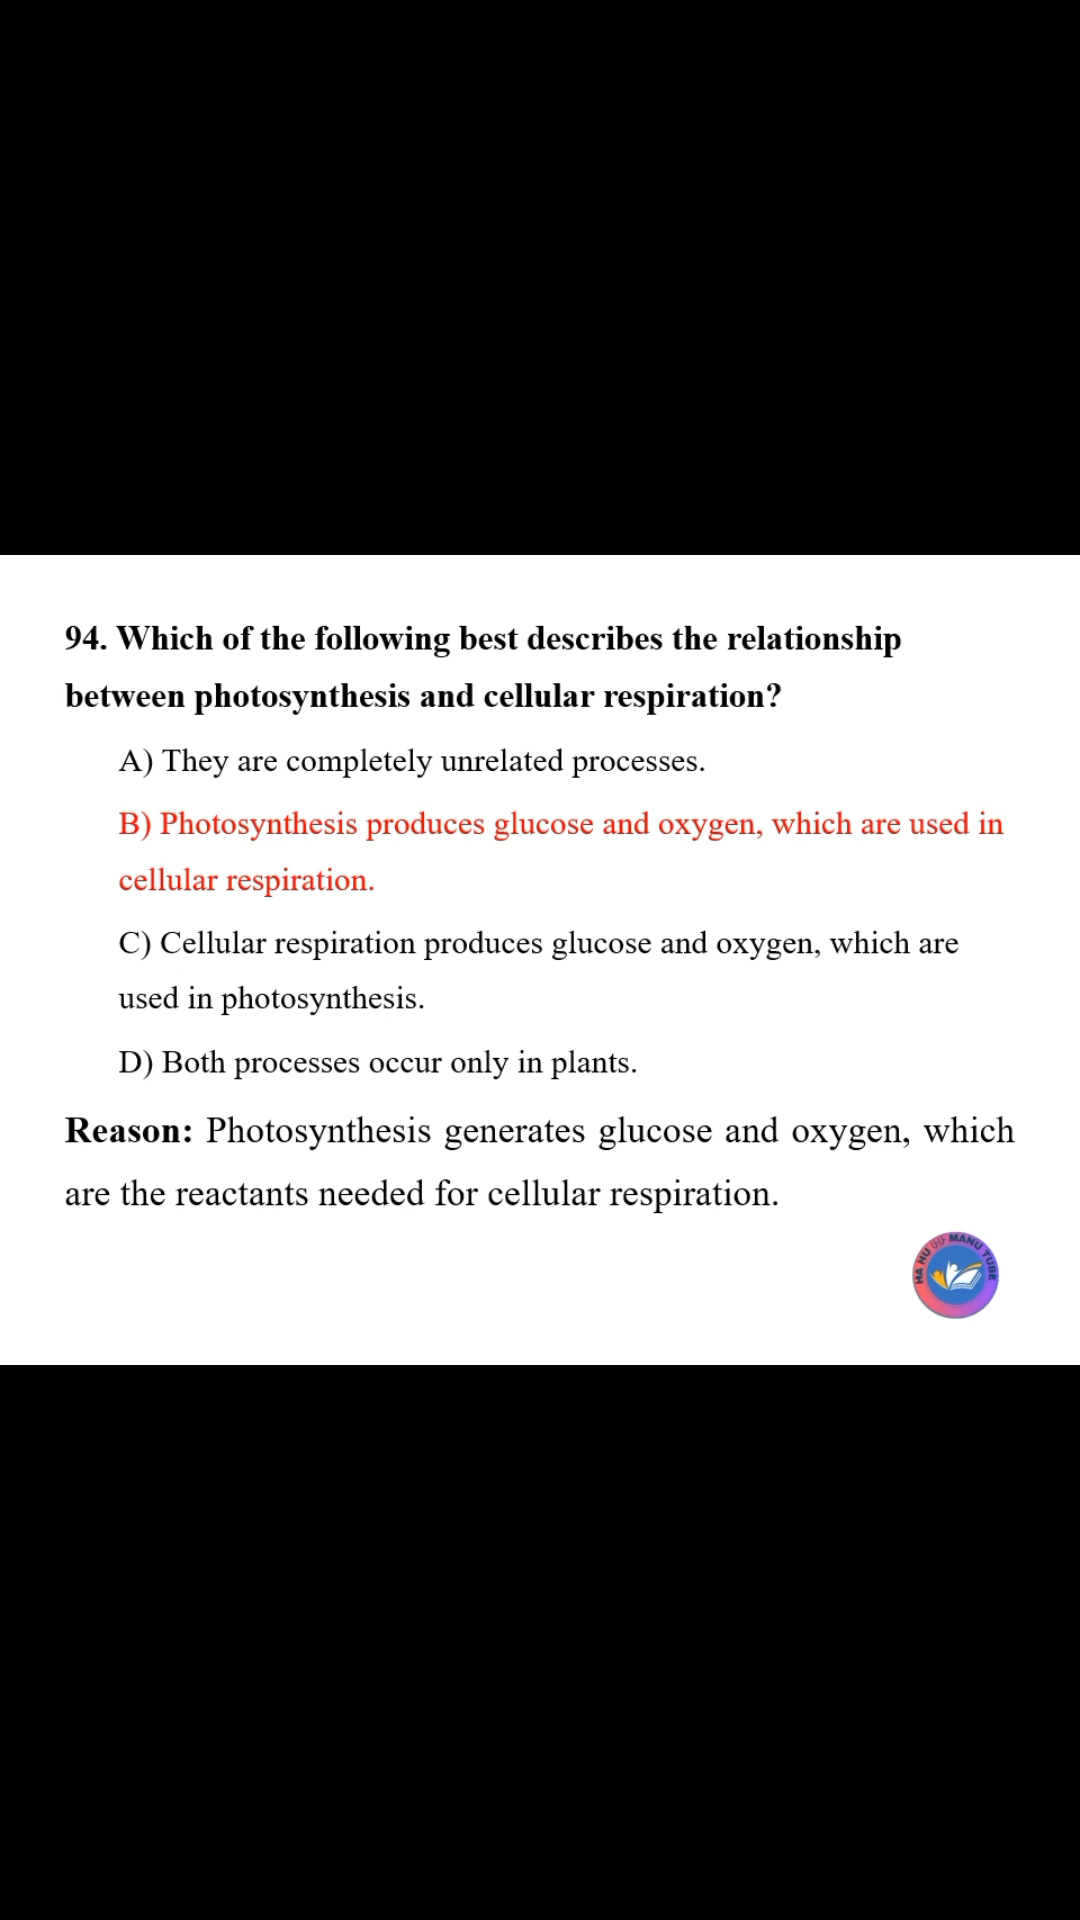 94. Which of the following best describes the relationship
between photosynthesis and cellular respiration?
A) They are completely unrelated processes.
B) Photosynthesis produces glucose and oxygen, which are used in
cellular respiration.
C) Cellular respiration produces glucose and oxygen, which are
used in photosynthesis.
D) Both processes occur only in plants.
Reason: Photosynthesis generates glucose and oxygen, which
are the reactants needed for cellular respiration.
HA HU ሀሁ MANU TUBE